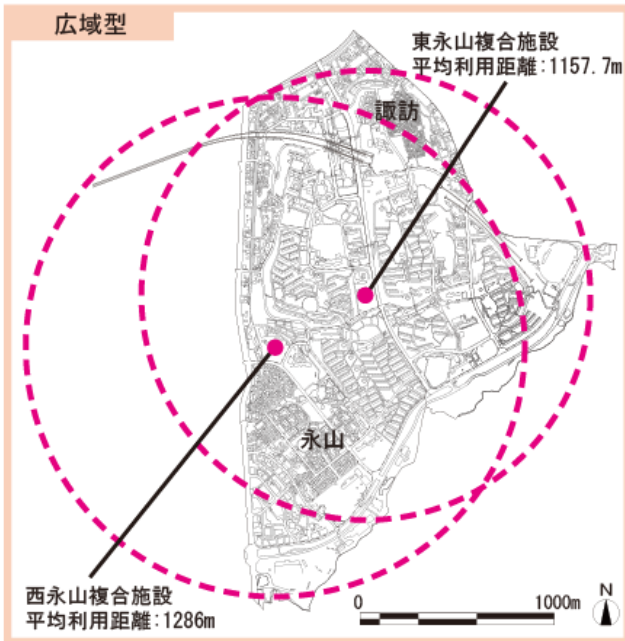 広域型
東永山複合施設
平均利用距離:1157.7m
諏訪
永山
西永山複合施設
平均利用距離:1286m
0 1000m
N